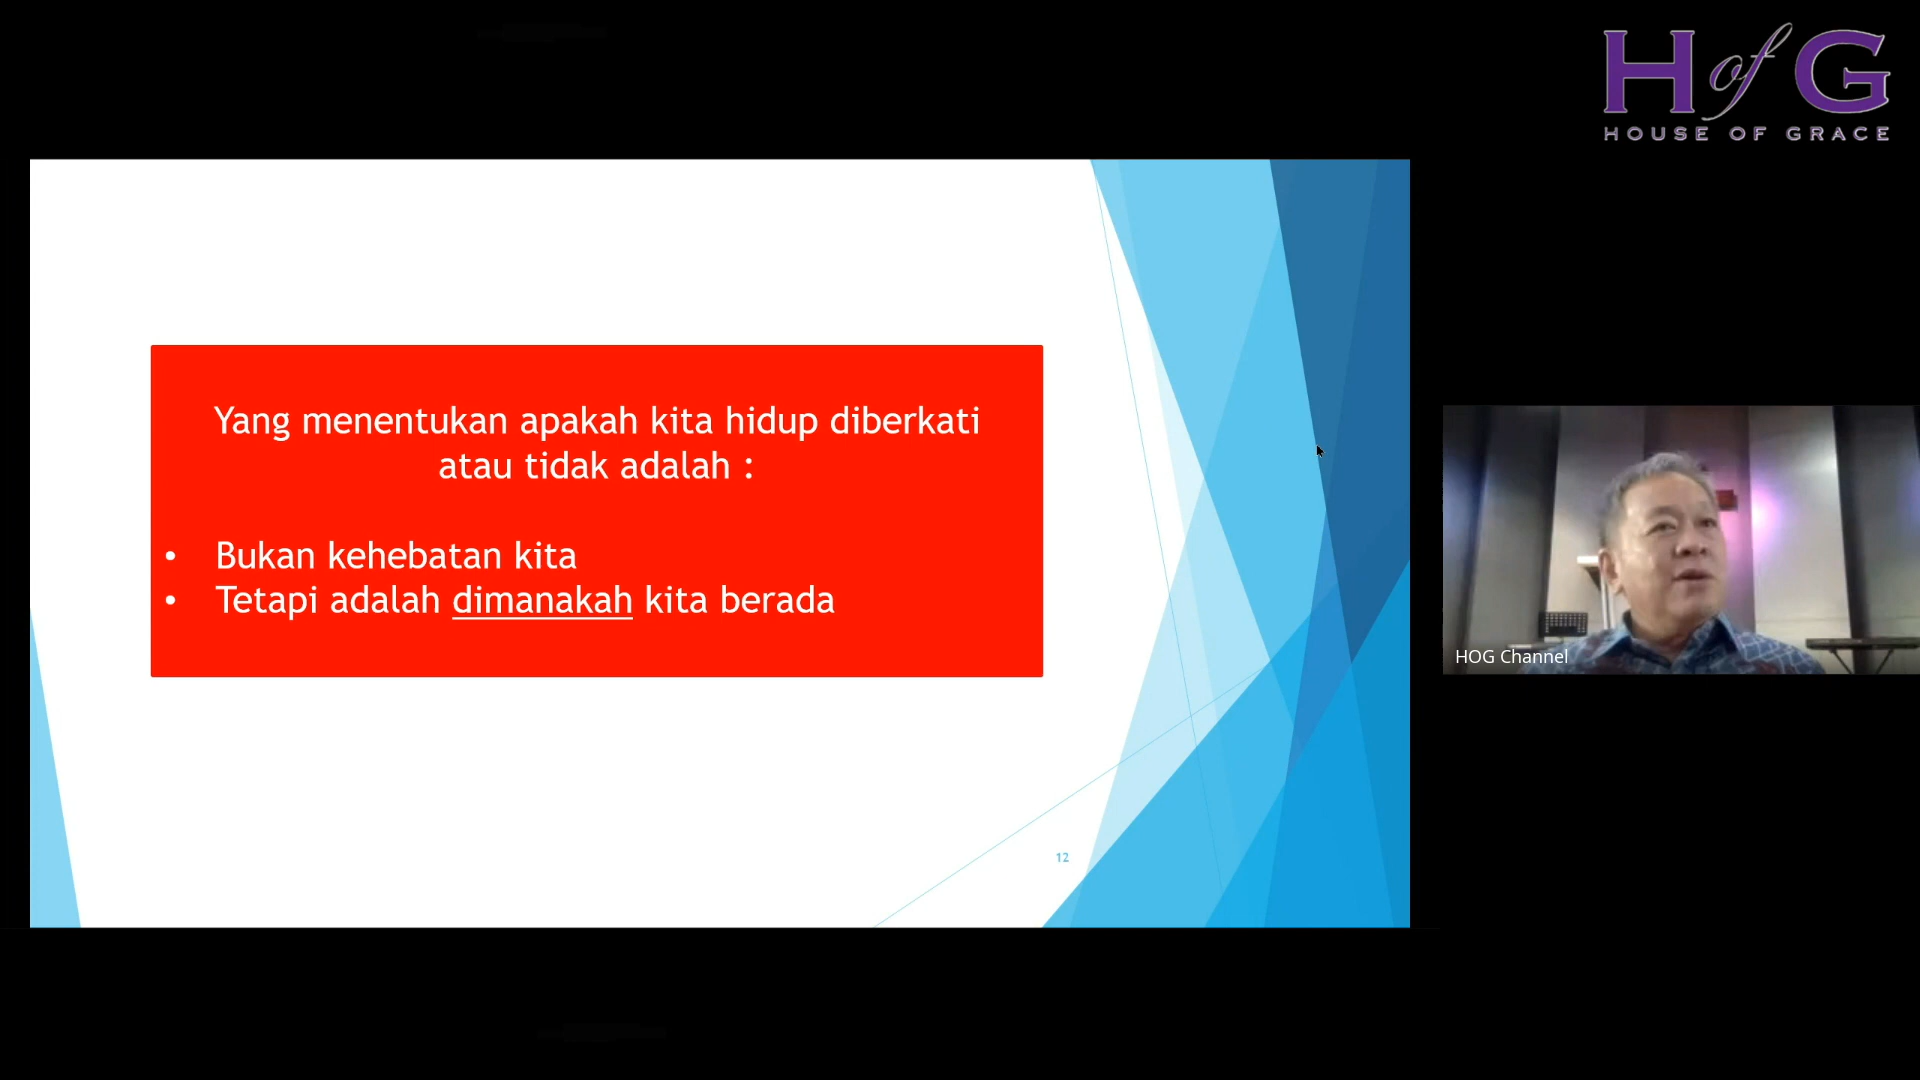 H of G
HOUSE OF GRACE
Yang menentukan apakah kita hidup diberkati
atau tidak adalah :
• Bukan kehebatan kita
• Tetapi adalah dimanakah kita berada
HOG Channel
12